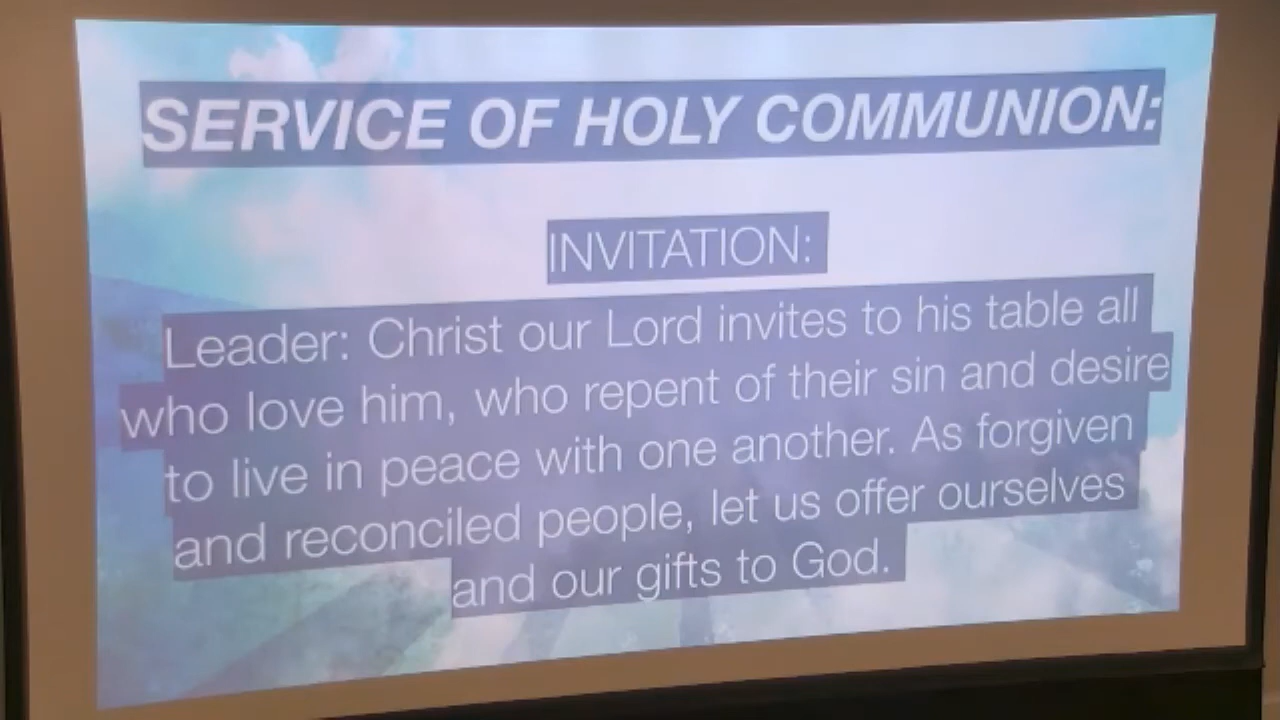 SERVICE OF HOLY COMMUNION:
INVITATION:
Leader: Christ our Lord invites to his table all
who love him, who repent of their sin and desire
to live in peace with one another. As forgiven
and reconciled people, let us offer ourselves
and our gifts to God.